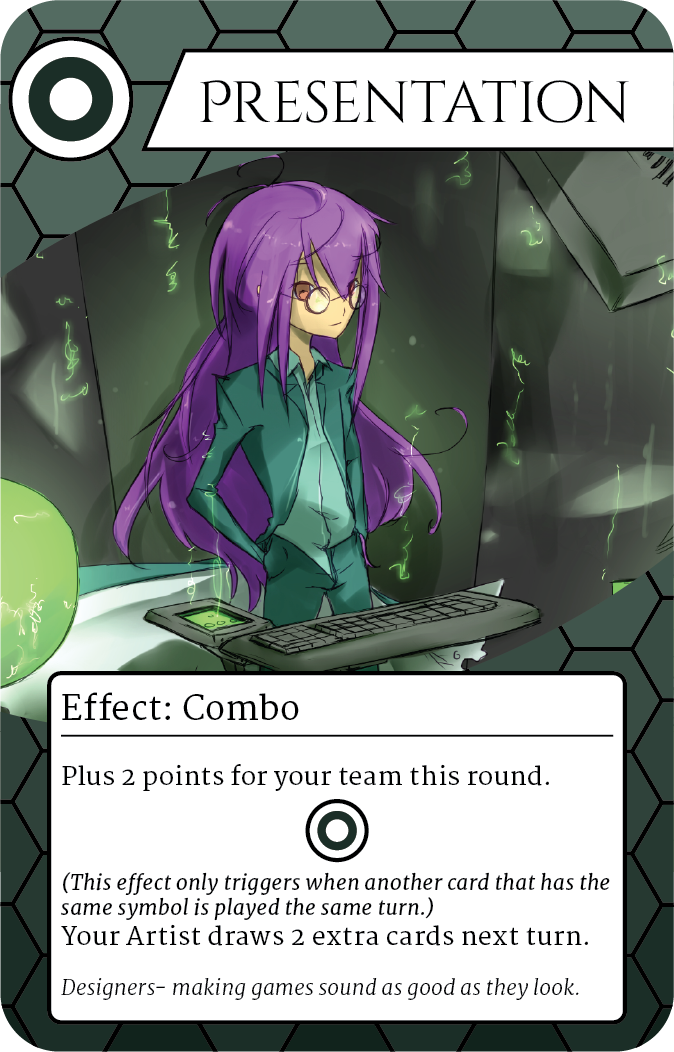 Presentation
Effect: Combo
Plus 2 points for your team this round.
(This effect only triggers when another card that has the
same symbol is played the same turn.)
Your Artist draws 2 extra cards next turn.
Designers- making games sound as good as they look.